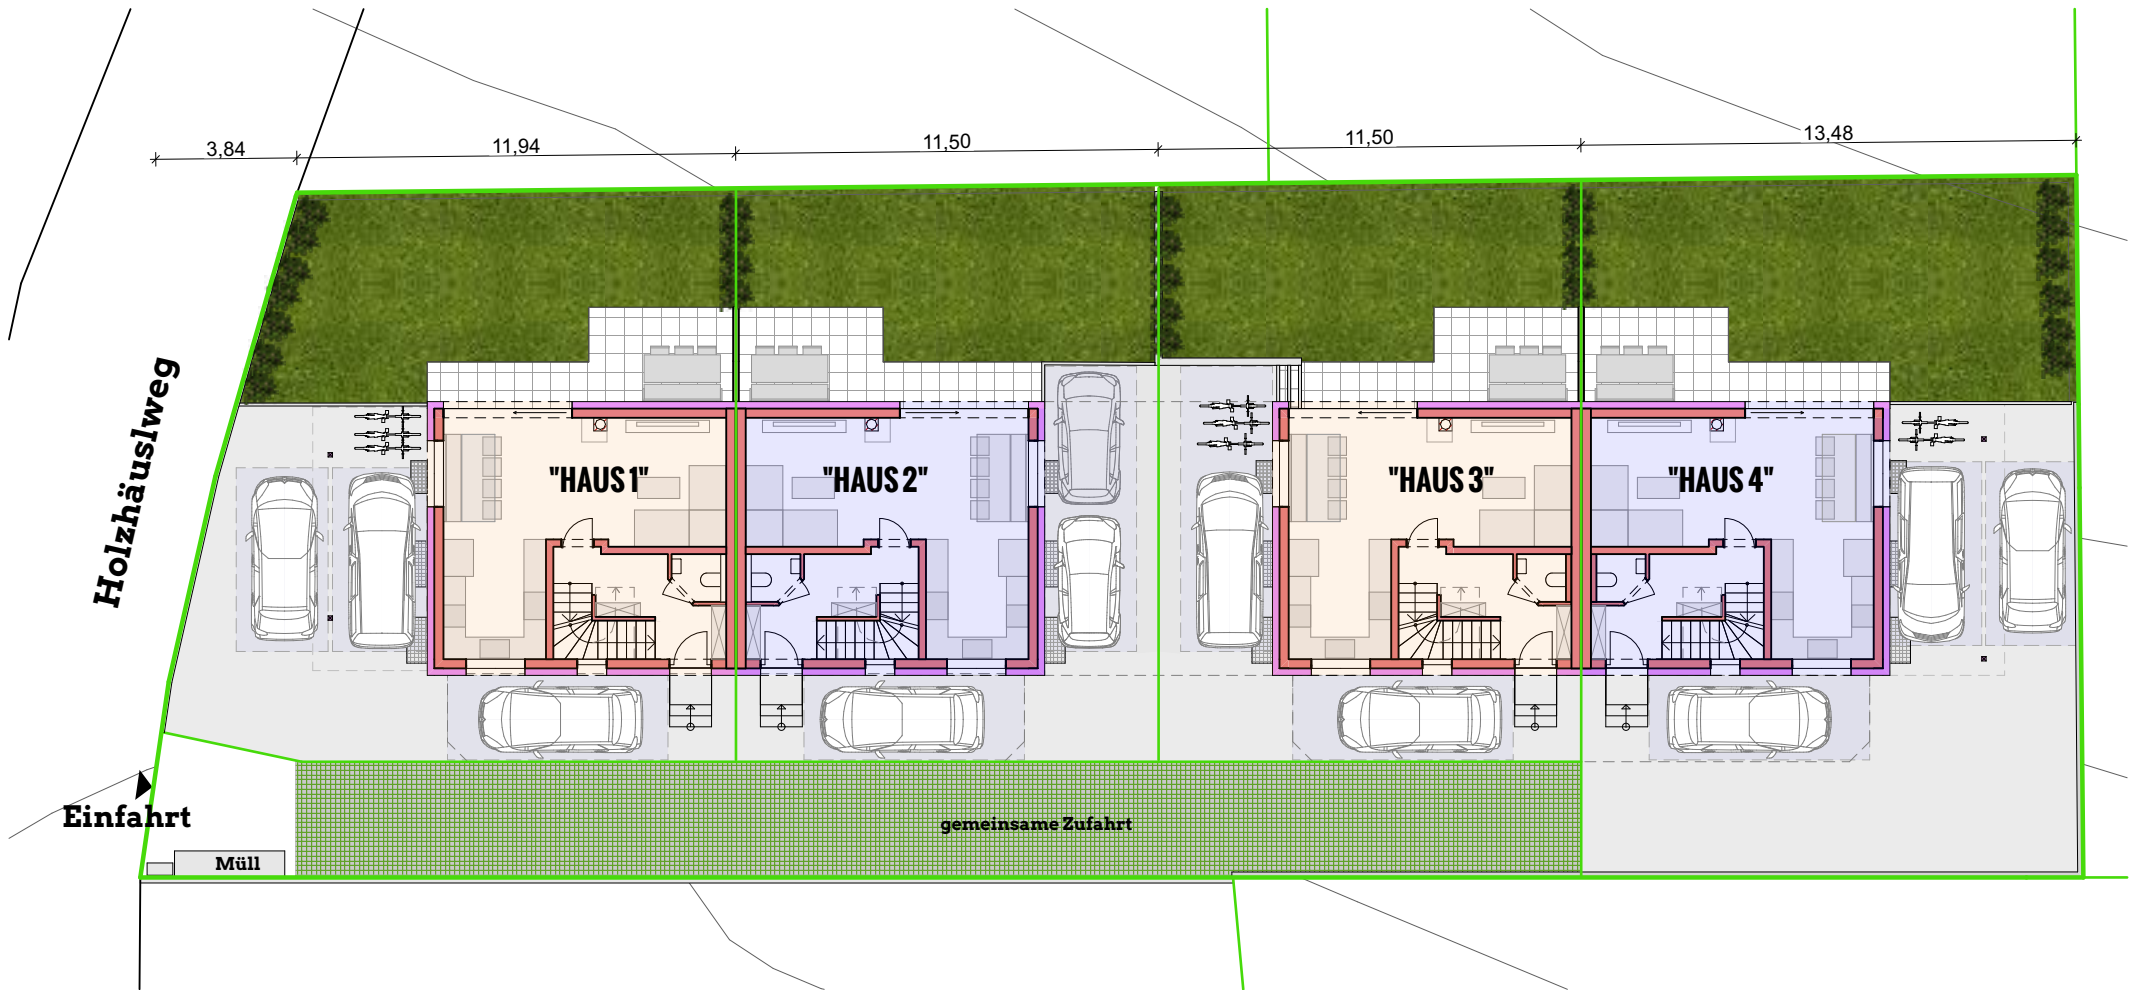 3,84
11,94
11,50
11,50
13,48
Holzhäuslweg
"HAUS 1"
"HAUS 2"
"HAUS 3"
"HAUS 4"
Einfahrt
gemeinsame Zufahrt
Müll